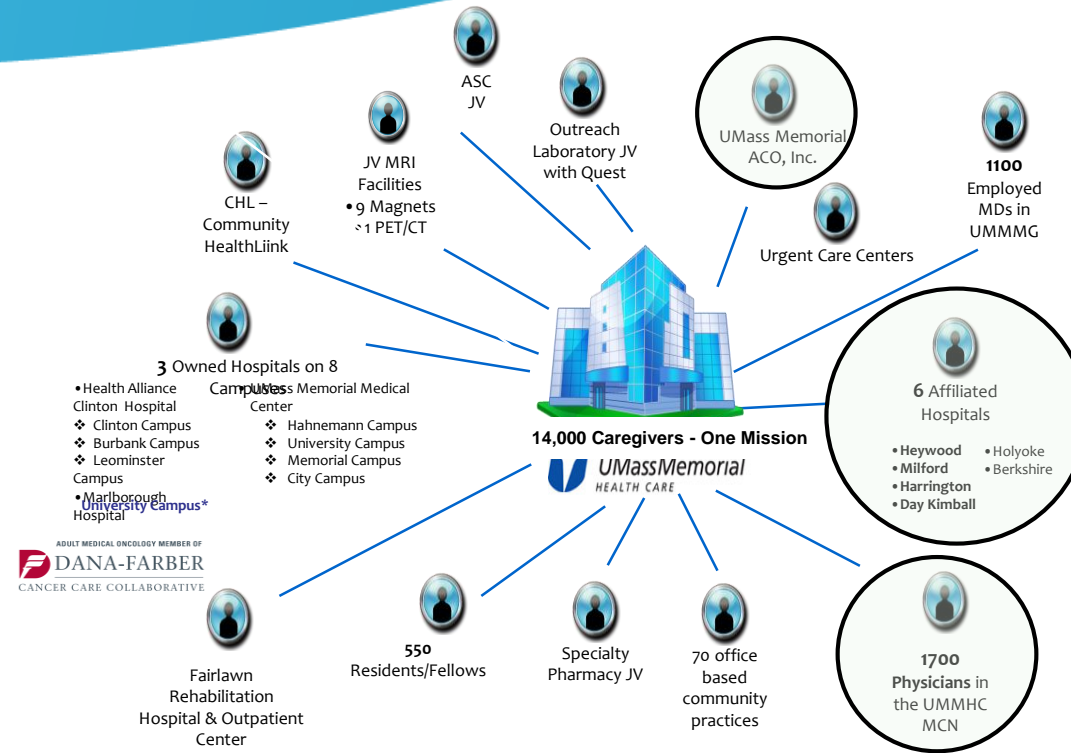 ASC
JV
Outreach
Laboratory JV
with Quest
UMass Memorial
ACO, Inc.
1100
Employed
MDs in
UMMMG
JV MRI
Facilities
•9 Magnets
•1 PET/CT
CHL –
Community
HealthLiink
Urgent Care Centers
3 Owned Hospitals on 8
Campuses
•Health Alliance
Clinton Hospital
❖ Clinton Campus
❖ Burbank Campus
❖ Leominster
Campus
•Marlborough
Hospital
•UMass Memorial Medical
Center
❖ Hahnemann Campus
❖ University Campus
❖ Memorial Campus
❖ City Campus
University Campus*
ADULT MEDICAL ONCOLOGY MEMBER OF
DANA-FARBER
CANCER CARE COLLABORATIVE
14,000 Caregivers - One Mission
UMassMemorial
HEALTH CARE
6 Affiliated
Hospitals
•Heywood
•Milford
•Harrington
•Day Kimball
•Holyoke
•Berkshire
Fairlawn
Rehabilitation
Hospital & Outpatient
Center
550
Residents/Fellows
Specialty
Pharmacy JV
70 office
based
community
practices
1700
Physicians in
the UMMHC
MCN